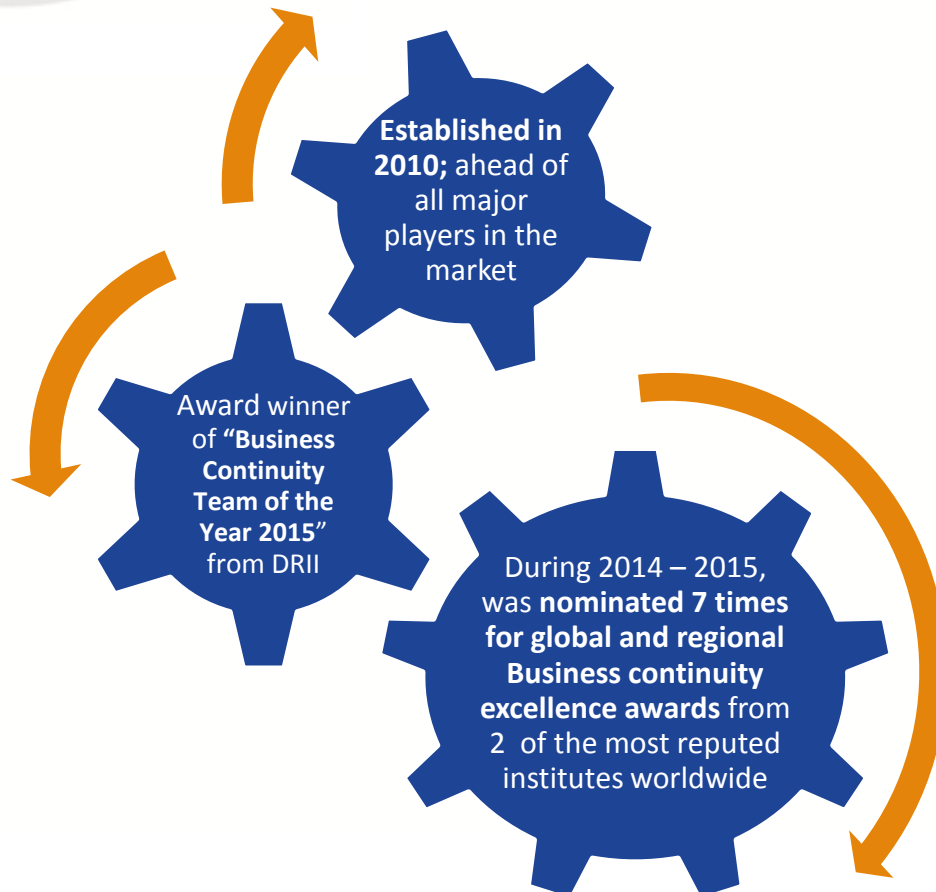 Established in
2010; ahead of
all major
players in the
market
Award winner
of “Business
Continuity
Team of the
Year 2015”
from DRII
During 2014 – 2015,
was nominated 7 times
for global and regional
Business continuity
excellence awards from
2  of the most reputed
institutes worldwide